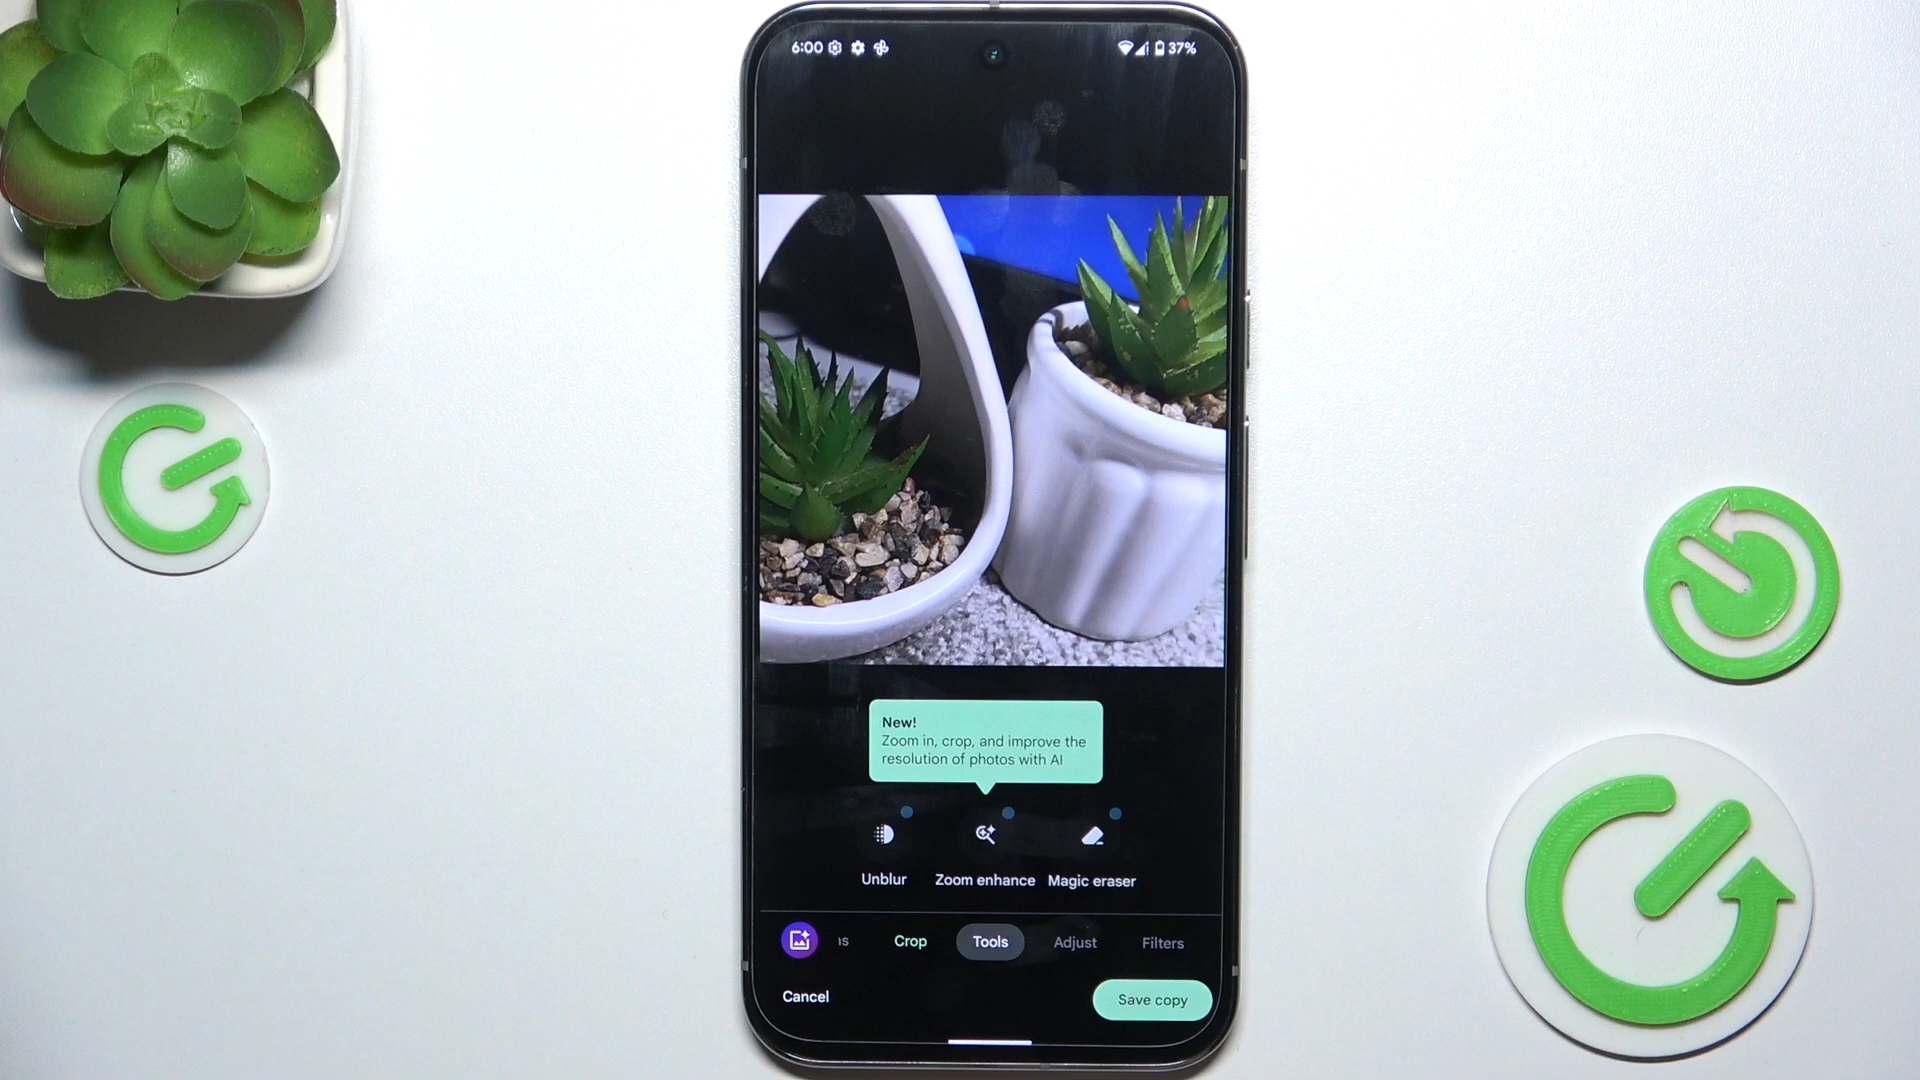 6:00
37%
New!
Zoom in, crop, and improve the
resolution of photos with AI
Unblur
Zoom enhance
Magic eraser
Crop
Tools
Adjust
Filters
Cancel
Save copy